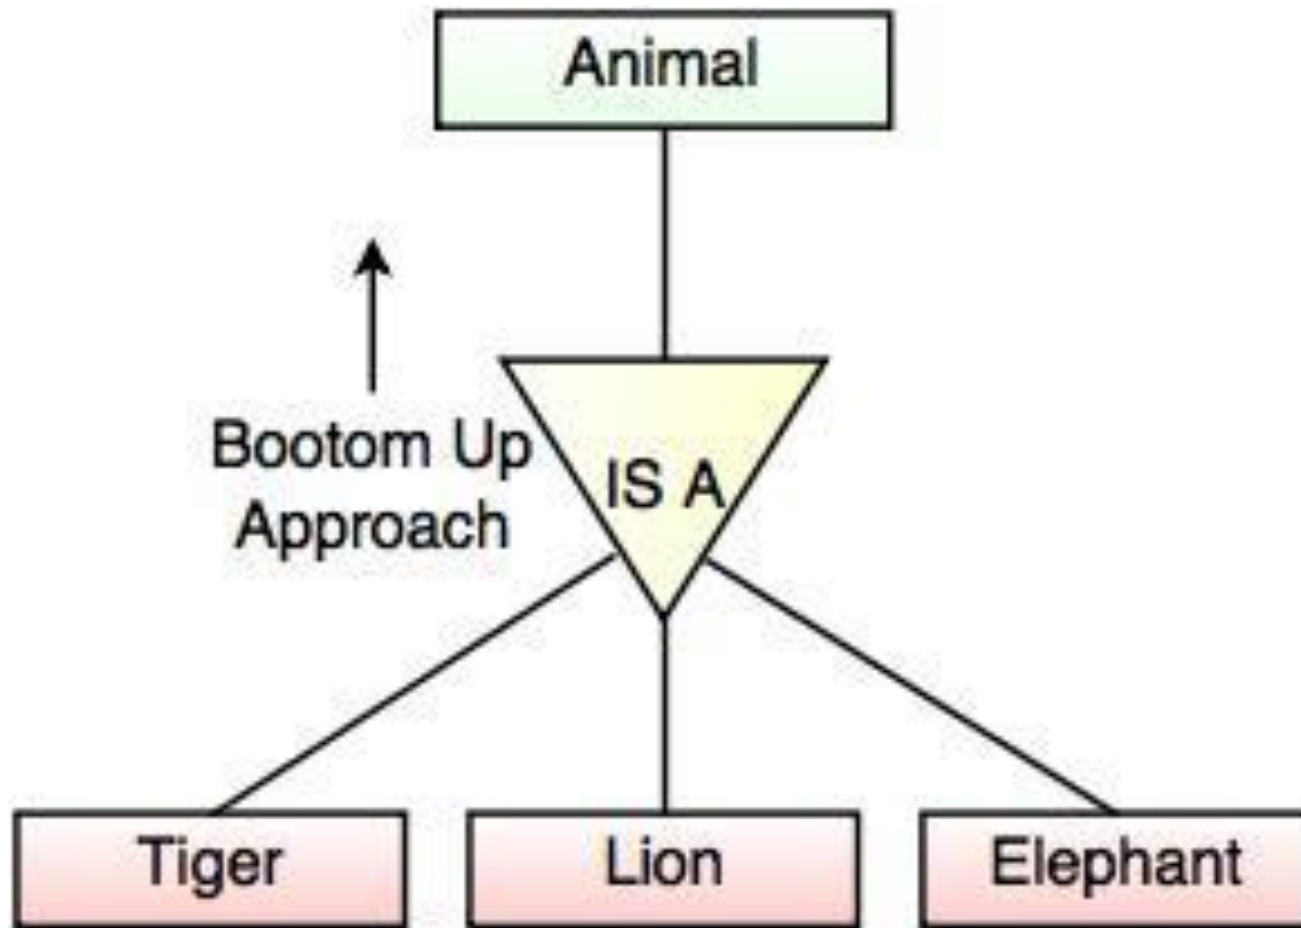 Animal
Bootom Up
Approach
IS A
Tiger
Lion
Elephant